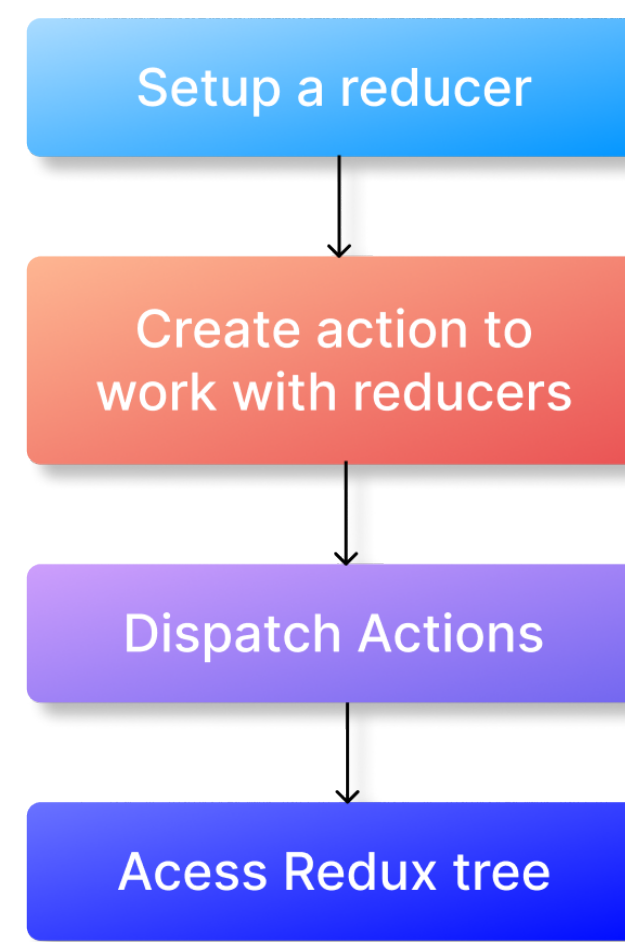 Setup a reducer
Create action to
work with reducers
Dispatch Actions
Acess Redux tree